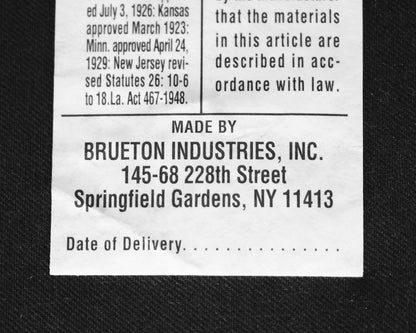 ed July 3, 1926: Kansas
approved March 1923:
Minn. approved April 24,
1929: New Jersey revi-
sed Statutes 26: 10-6
to 18.La. Act 467-1948.
that the materials
in this article are
described in acc-
ordance with law.
MADE BY
BRUETON INDUSTRIES, INC.
145-68 228th Street
Springfield Gardens, NY 11413
Date of Delivery. . . . . . . . . . . . . .